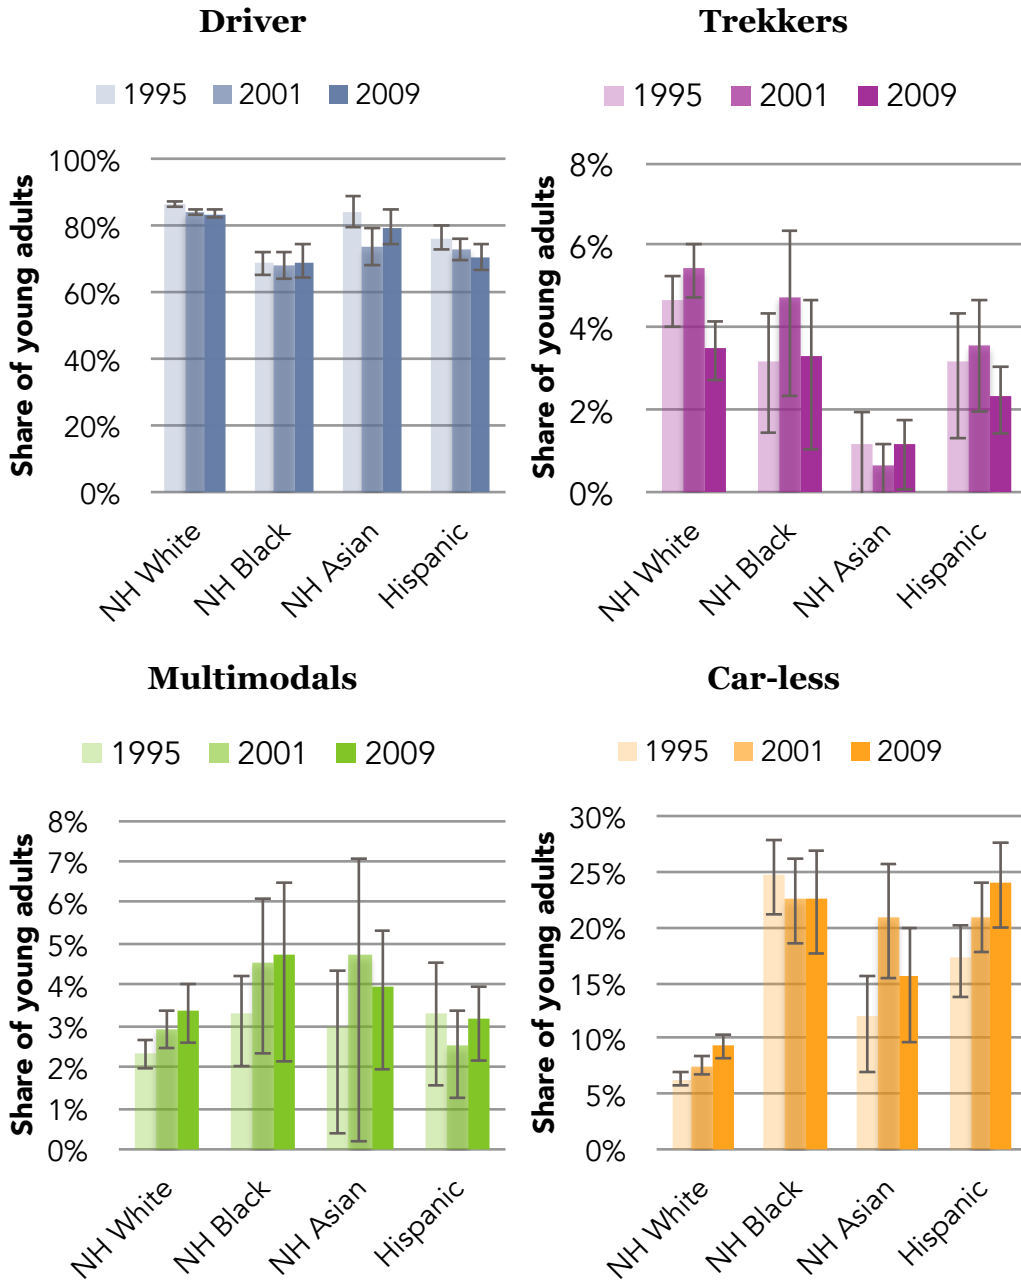 Driver
1995 2001 2009
Share of young adults
100%
80%
60%
40%
20%
0%
NH White
NH Black
NH Asian
Hispanic
Trekkers
1995 2001 2009
Share of young adults
8%
6%
4%
2%
0%
NH White
NH Black
NH Asian
Hispanic
Multimodals
1995 2001 2009
Share of young adults
8%
7%
6%
5%
4%
3%
2%
1%
0%
NH White
NH Black
NH Asian
Hispanic
Car-less
1995 2001 2009
Share of young adults
30%
25%
20%
15%
10%
5%
0%
NH White
NH Black
NH Asian
Hispanic